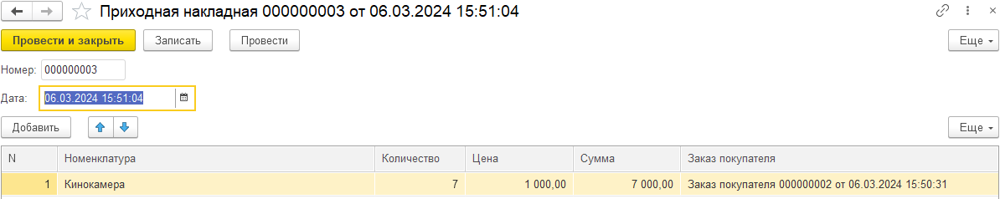 Приходная накладная 000000003 от 06.03.2024 15:51:04
Провести и закрыть Записать Провести Еще
Номер: 000000003
Дата: 06.03.2024 15:51:04
Добавить Еще
N Номенклатура Количество Цена Сумма Заказ покупателя
1 Кинокамера 7 1 000,00 7 000,00 Заказ покупателя 000000002 от 06.03.2024 15:50:31